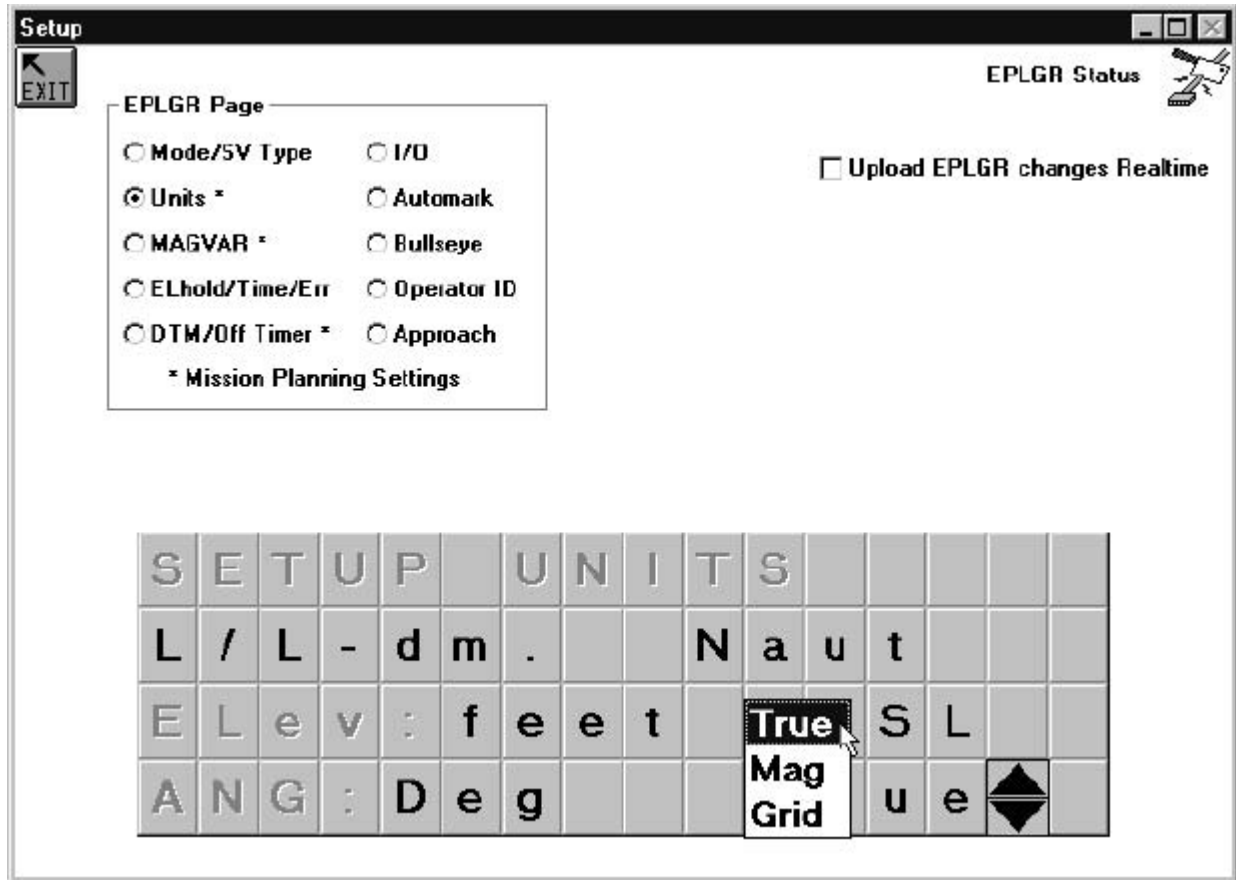 Setup
EXIT
EPLGR Status
EPLGR Page
Mode/SV Type
I/O
Upload EPLGR changes Realtime
Units *
Automark
MAGVAR *
Bullseye
ELhold/Time/Err
Operator ID
DTM/Off Timer *
Approach
* Mission Planning Settings
SETUP UNITS
L/L-dm. Naut
ELev:feet SL
True
Mag
Grid
ANG:Deg ue